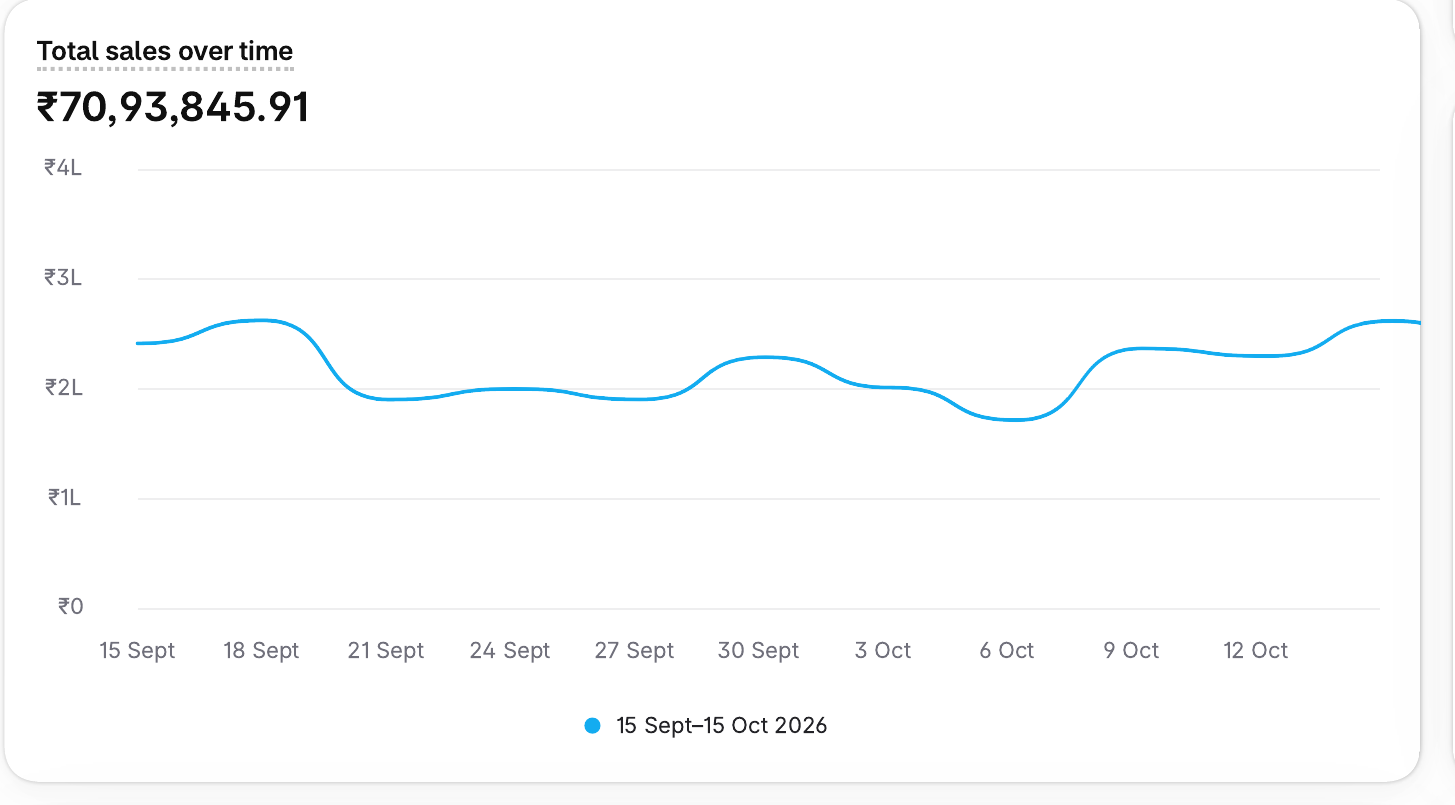 Total sales over time
₹70,93,845.91
₹4L
₹3L
₹2L
₹1L
₹0
15 Sept 18 Sept 21 Sept 24 Sept 27 Sept 30 Sept 3 Oct 6 Oct 9 Oct 12 Oct
15 Sept–15 Oct 2026